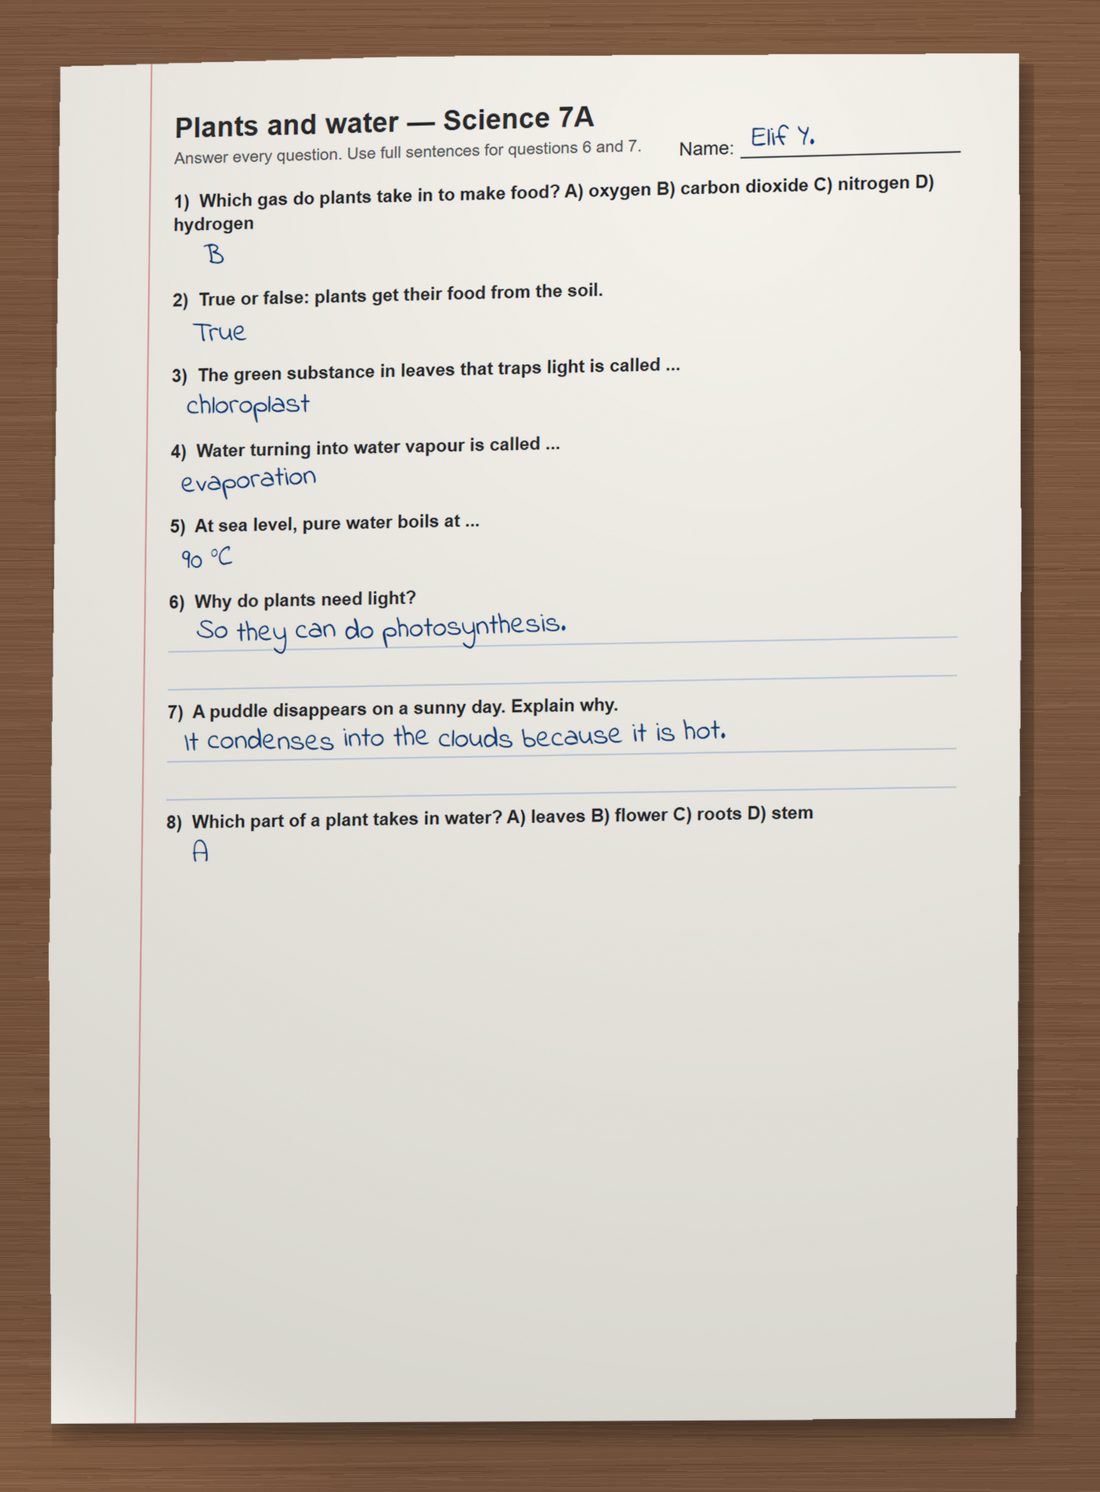 Plants and water — Science 7A
Answer every question. Use full sentences for questions 6 and 7.
Name: Elif Y.
1) Which gas do plants take in to make food? A) oxygen B) carbon dioxide C) nitrogen D)
hydrogen
B
2) True or false: plants get their food from the soil.
True
3) The green substance in leaves that traps light is called ...
chloroplast
4) Water turning into water vapour is called ...
evaporation
5) At sea level, pure water boils at ...
90 °C
6) Why do plants need light?
So they can do photosynthesis.
7) A puddle disappears on a sunny day. Explain why.
It condenses into the clouds because it is hot.
8) Which part of a plant takes in water? A) leaves B) flower C) roots D) stem
A